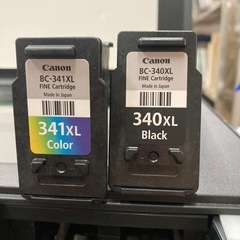 Canon
BC-341XL
FINE Cartridge
Made in Japan
341XL
Color
Canon
BC-340XL
FINE Cartridge
Made in Japan
340XL
Black